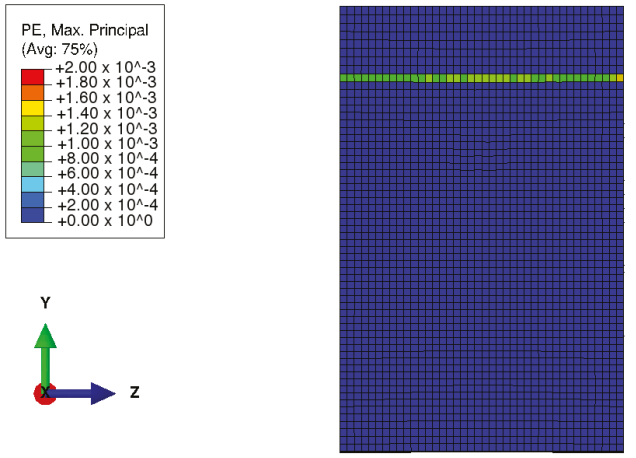 PE, Max. Principal
(Avg: 75%)
+2.00 x 10^-3
+1.80 x 10^-3
+1.60 x 10^-3
+1.40 x 10^-3
+1.20 x 10^-3
+1.00 x 10^-3
+8.00 x 10^-4
+6.00 x 10^-4
+4.00 x 10^-4
+2.00 x 10^-4
+0.00 x 10^0
Y
X
Z